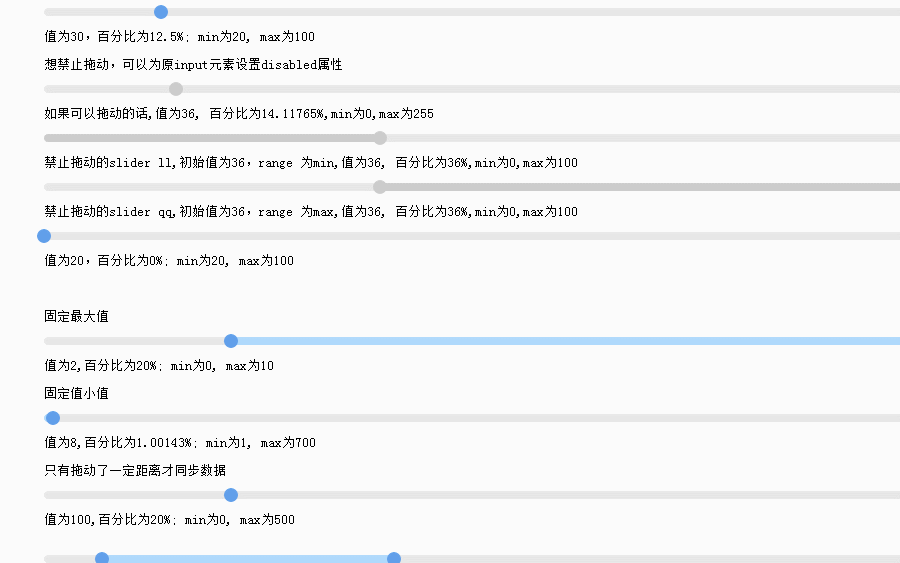 值为30，百分比为12.5%; min为20, max为100
想禁止拖动，可以为原input元素设置disabled属性
如果可以拖动的话,值为36, 百分比为14.11765%,min为0,max为255
禁止拖动的slider ll,初始值为36，range 为min,值为36, 百分比为36%,min为0,max为100
禁止拖动的slider qq,初始值为36，range 为max,值为36, 百分比为36%,min为0,max为100
值为20，百分比为0%; min为20, max为100
固定最大值
值为2,百分比为20%; min为0, max为10
固定值小值
值为8,百分比为1.00143%; min为1, max为700
只有拖动了一定距离才同步数据
值为100,百分比为20%; min为0, max为500